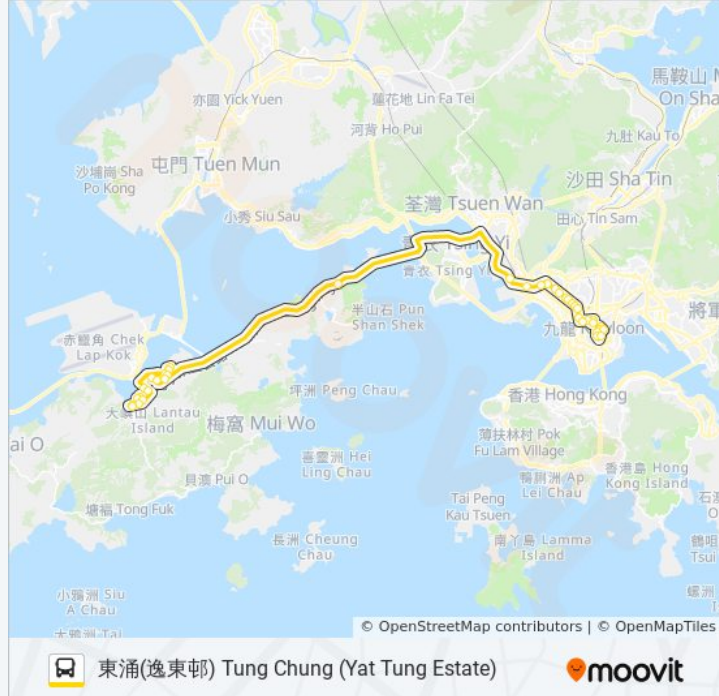 馬鞍山 M
On Sha
亦園 Yick Yuen
蓮花地 Lin Fa Tei
河背 Ho Pui
九肚 Kau To
屯門 Tuen Mun
沙埔崗 Sha
Po Kong
沙田 Sha Tin
荃灣 Tsuen Wan
小秀 Siu Sau
田心 Tin Sam
青衣 Tsing Yi
半山石 Pun
Shan Shek
將軍
九龍
赤鱲角 Chek
Lap Kok
坪洲 Peng Chau
香港 Hong Kong
大嶼山 Lantau
Island
梅窩 Mui Wo
薄扶林村 Pok
Fu Lam Village
ai O
喜靈洲 Hei
Ling Chau
香港島 Hong
Kong Island
鴨脷洲 Ap
Lei Chau
貝澳 Pui O
Tai Peng
Kau Tsuen
塘福 Tong Fuk
長洲 Cheung
Chau
南丫島 Lamma
Island
Tsui
小鴉洲 Siu
A Chau
© OpenStreetMap contributors | © OpenMapTiles
東涌(逸東邨) Tung Chung (Yat Tung Estate)
moovit